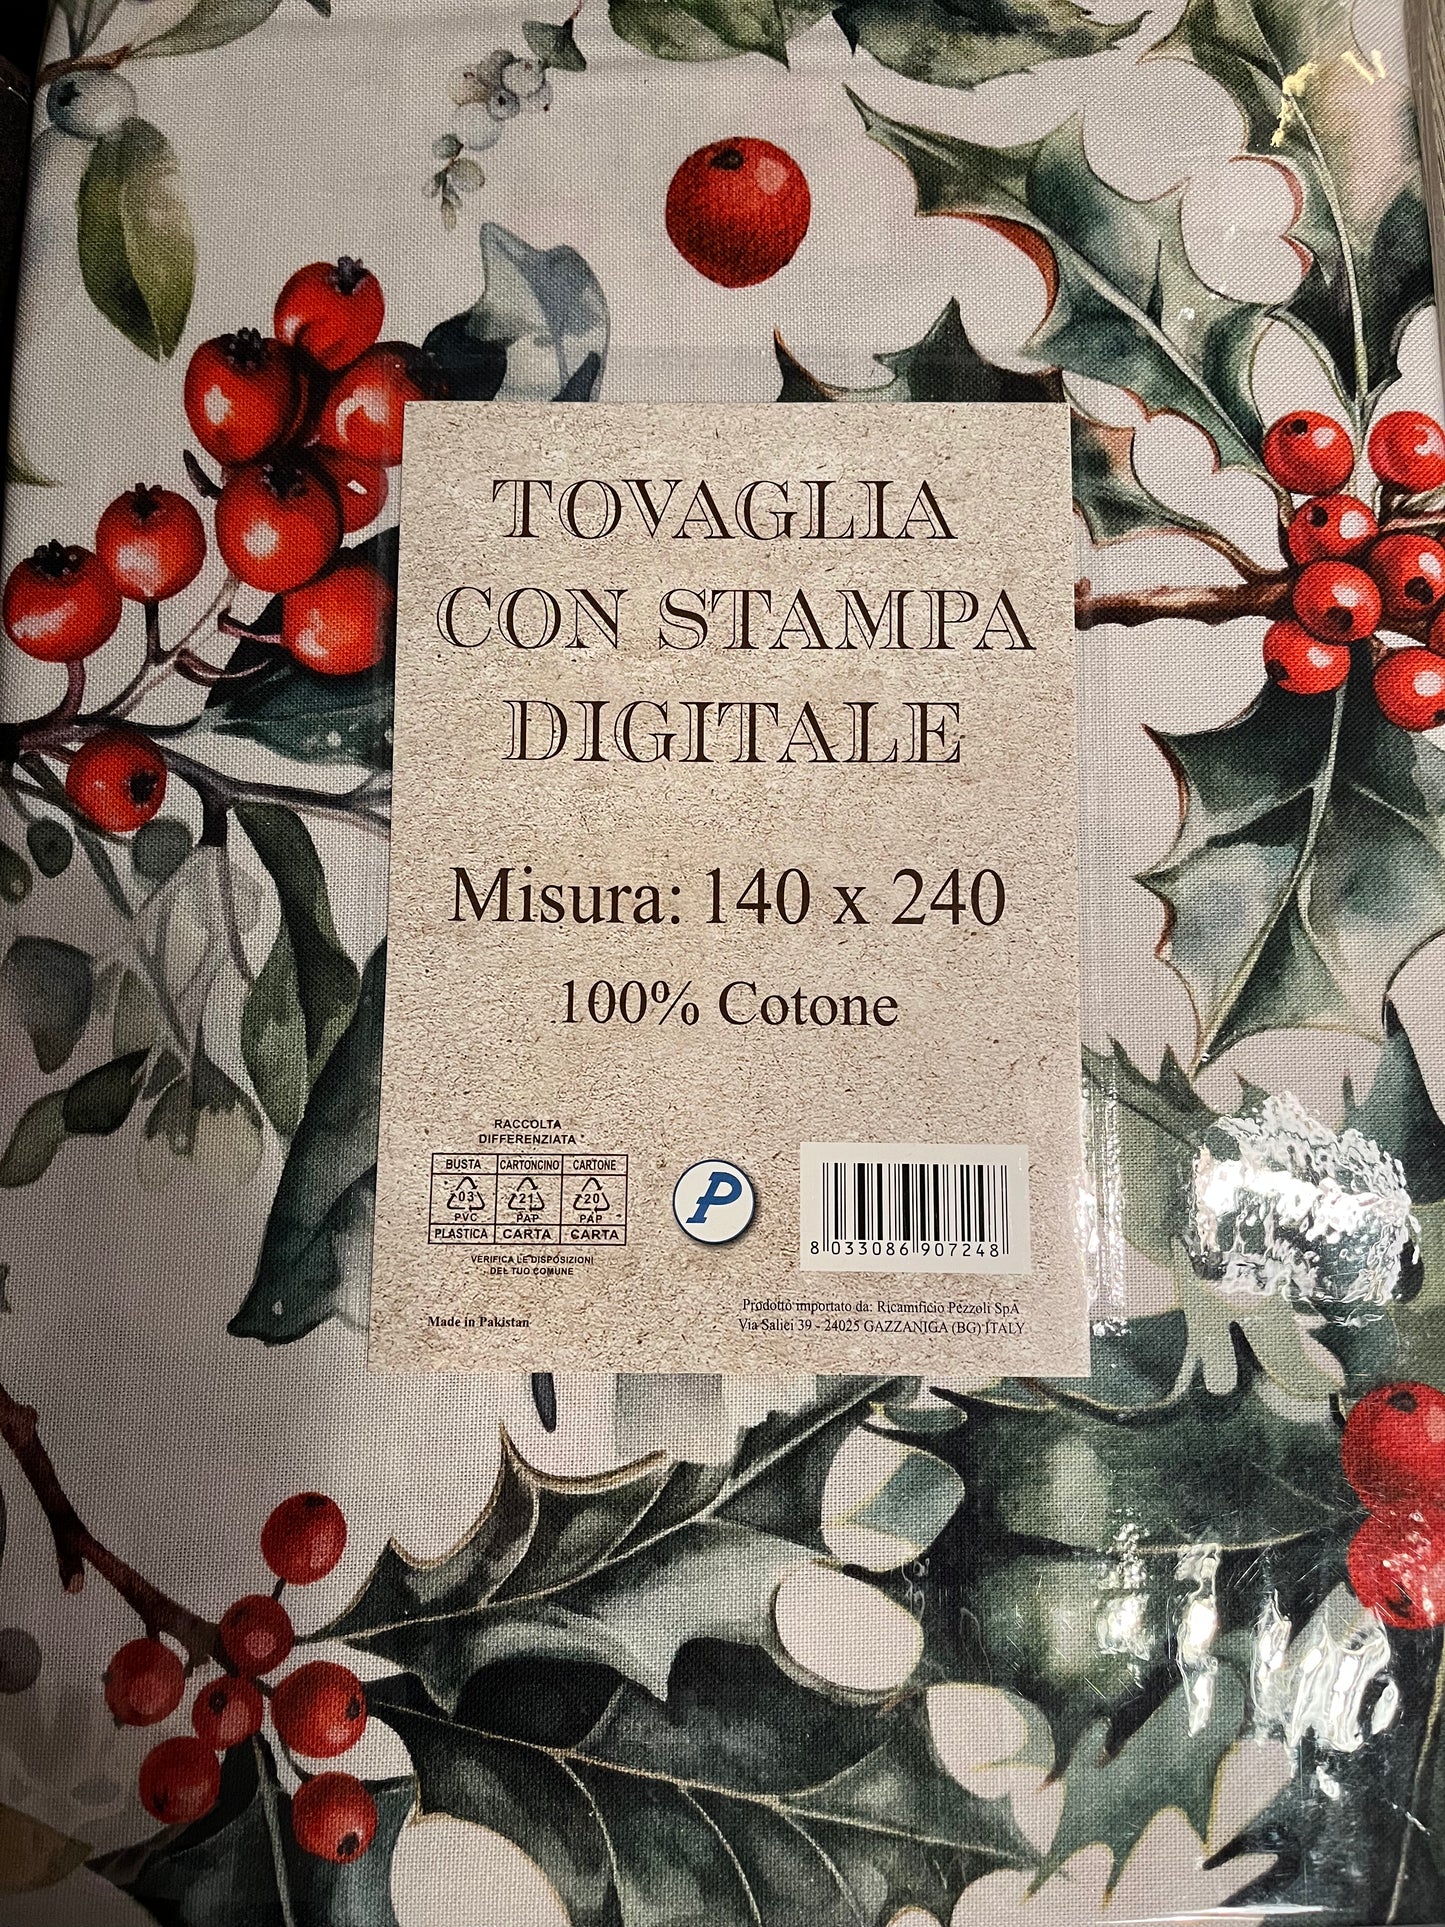 TOVAGLIA
CON STAMPA
DIGITALE
Misura: 140 x 240
100% Cotone
RACCOLTA
DIFFERENZIATA
BUSTA CARTONCINO CARTONE
03 21 20
PVC PAP PAP
PLASTICA CARTA CARTA
VERIFICA LE DISPOSIZIONI
DEL TUO COMUNE
Made in Pakistan
P
8 033086 907248
Prodotto importato da: Ricamificio Pezzoli SpA
Via Salici 39 - 24025 GAZZANIGA (BG) ITALY